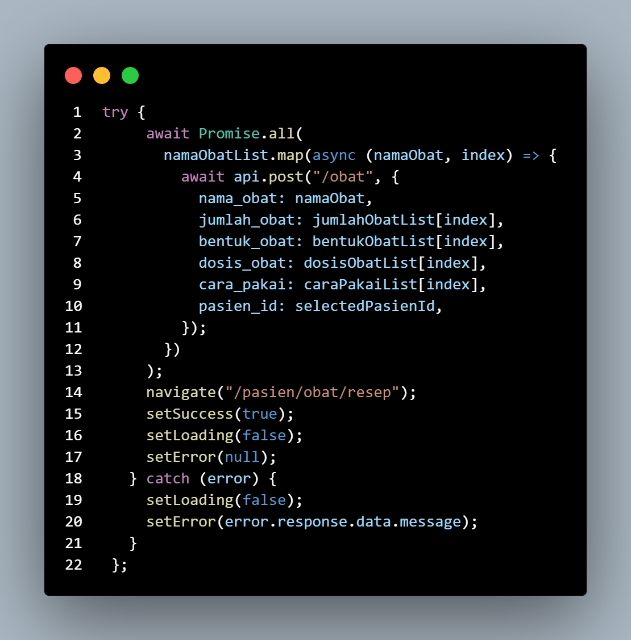 1 try {
2 await Promise.all(
3 namaObatList.map(async (namaObat, index) => {
4 await api.post("/obat", {
5 nama_obat: namaObat,
6 jumlah_obat: jumlahObatList[index],
7 bentuk_obat: bentukObatList[index],
8 dosis_obat: dosisObatList[index],
9 cara_pakai: caraPakaiList[index],
10 pasien_id: selectedPasienId,
11 });
12 })
13 );
14 navigate("/pasien/obat/resep");
15 setSuccess(true);
16 setLoading(false);
17 setError(null);
18 } catch (error) {
19 setLoading(false);
20 setError(error.response.data.message);
21 }
22 };